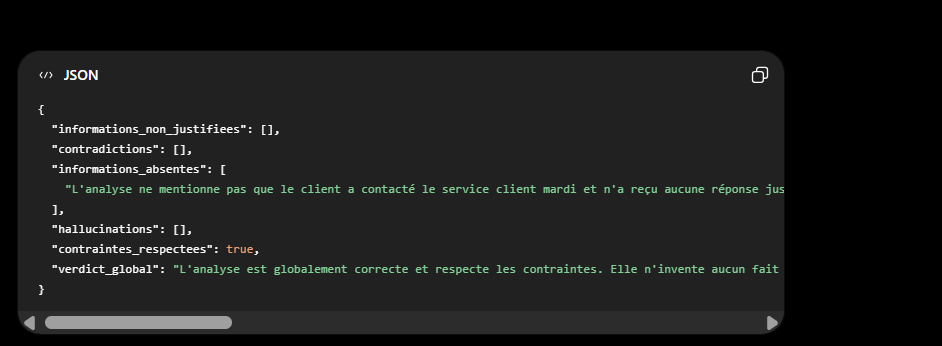 </> JSON
{
"informations_non_justifiees": [],
"contradictions": [],
"informations_absentes": [
"L'analyse ne mentionne pas que le client a contacté le service client mardi et n'a reçu aucune réponse jus
],
"hallucinations": [],
"contraintes_respectees": true,
"verdict_global": "L'analyse est globalement correcte et respecte les contraintes. Elle n'invente aucun fait
}